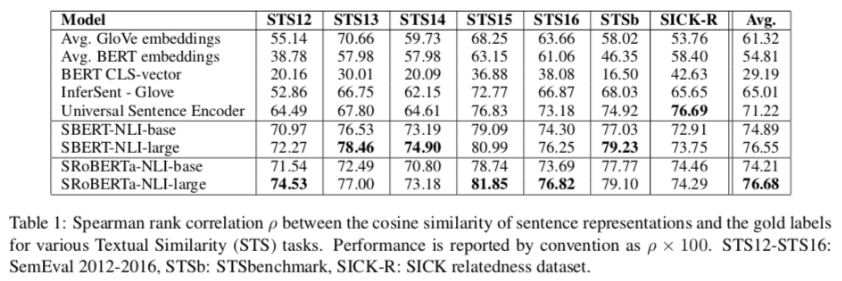 Model STS12 STS13 STS14 STS15 STS16 STSb SICK-R Avg.
Avg. GloVe embeddings 55.14 70.66 59.73 68.25 63.66 58.02 53.76 61.32
Avg. BERT embeddings 38.78 57.98 57.98 63.15 61.06 46.35 58.40 54.81
BERT CLS-vector 20.16 30.01 20.09 36.88 38.08 16.50 42.63 29.19
InferSent - Glove 52.86 66.75 62.15 72.77 66.87 68.03 65.65 65.01
Universal Sentence Encoder 64.49 67.80 64.61 76.83 73.18 74.92 76.69 71.22
SBERT-NLI-base 70.97 76.53 73.19 79.09 74.30 77.03 72.91 74.89
SBERT-NLI-large 72.27 78.46 74.90 80.99 76.25 79.23 73.75 76.55
SRoBERTa-NLI-base 71.54 72.49 70.80 78.74 73.69 77.77 74.46 74.21
SRoBERTa-NLI-large 74.53 77.00 73.18 81.85 76.82 79.10 74.29 76.68
Table 1: Spearman rank correlation ρ between the cosine similarity of sentence representations and the gold labels
for various Textual Similarity (STS) tasks. Performance is reported by convention as ρ × 100. STS12-STS16:
SemEval 2012-2016, STSb: STSbenchmark, SICK-R: SICK relatedness dataset.